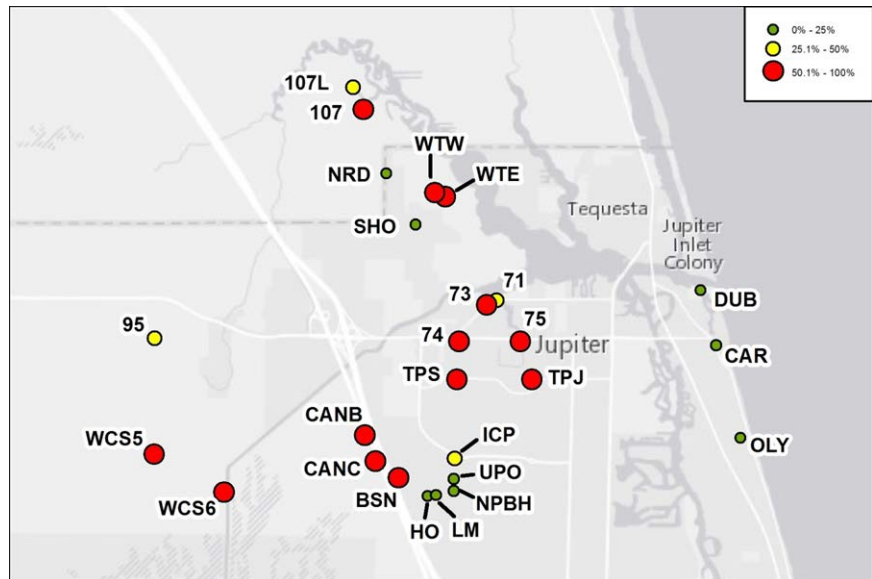 0% - 25%
25.1% - 50%
50.1% - 100%
107L
107
WTW
NRD
WTE
SHO
Tequesta
Jupiter
Inlet
Colony
71
73
DUB
95
74
75
Jupiter
CAR
TPS
TPJ
CANB
ICP
WCS5
OLY
CANC
UPO
BSN
NPBH
WCS6
HO
LM